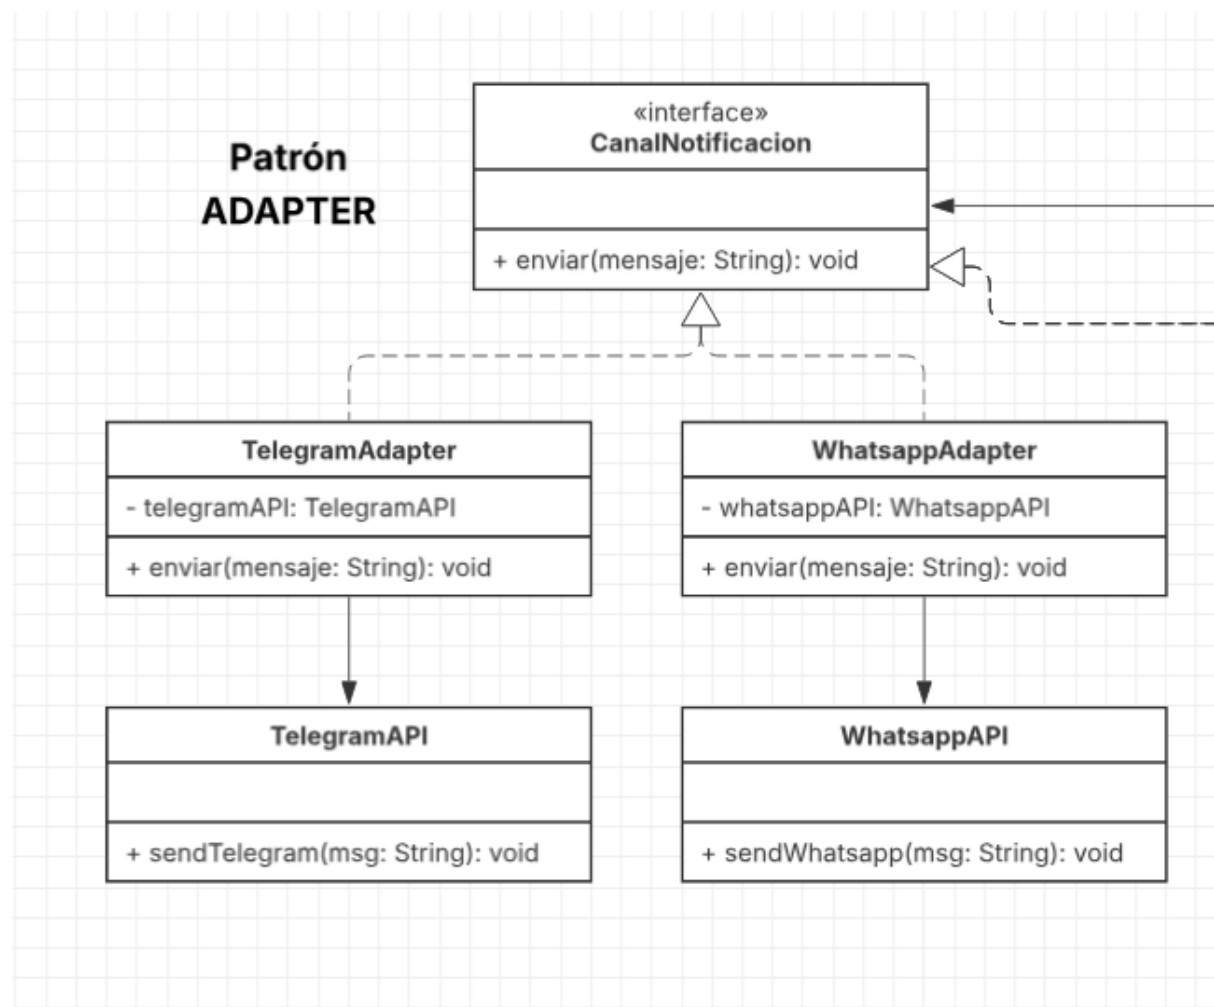 Patrón
ADAPTER
«interface»
CanalNotificacion
+ enviar(mensaje: String): void
TelegramAdapter
- telegramAPI: TelegramAPI
+ enviar(mensaje: String): void
WhatsappAdapter
- whatsappAPI: WhatsappAPI
+ enviar(mensaje: String): void
TelegramAPI
+ sendTelegram(msg: String): void
WhatsappAPI
+ sendWhatsapp(msg: String): void